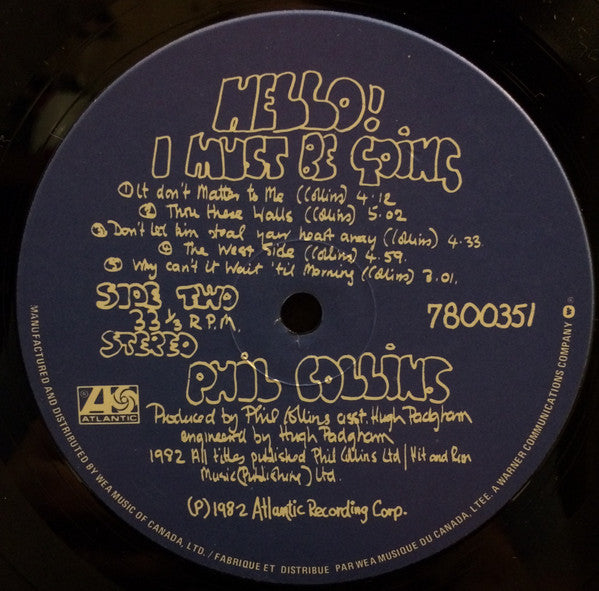 HELLO!
I MUST BE GOING
① It don't Matter to Me (Collins) 4.12
② Thru these Walls (Collins) 5.02
③ Don't let him steal your heart away (Collins) 4.33
④ The West Side (Collins) 4.59.
⑤ Why can't it Wait 'til Morning (Collins) 3.01.
SIDE TWO
33 1/3 R.P.M.
STEREO
7800351
PHIL COLLINS
ATLANTIC
Produced by Phil Collins asst. Hugh Padgham
engineered by Hugh Padgham
1982 All titles published Phil Collins Ltd / Hit and Run
Music (Publishing) Ltd.
(P) 1982 Atlantic Recording Corp.
MANUFACTURED AND DISTRIBUTED BY WEA MUSIC OF CANADA, LTD. / FABRIQUE ET DISTRIBUE PAR WEA MUSIQUE DU CANADA, LTEE. A WARNER COMMUNICATIONS COMPANY